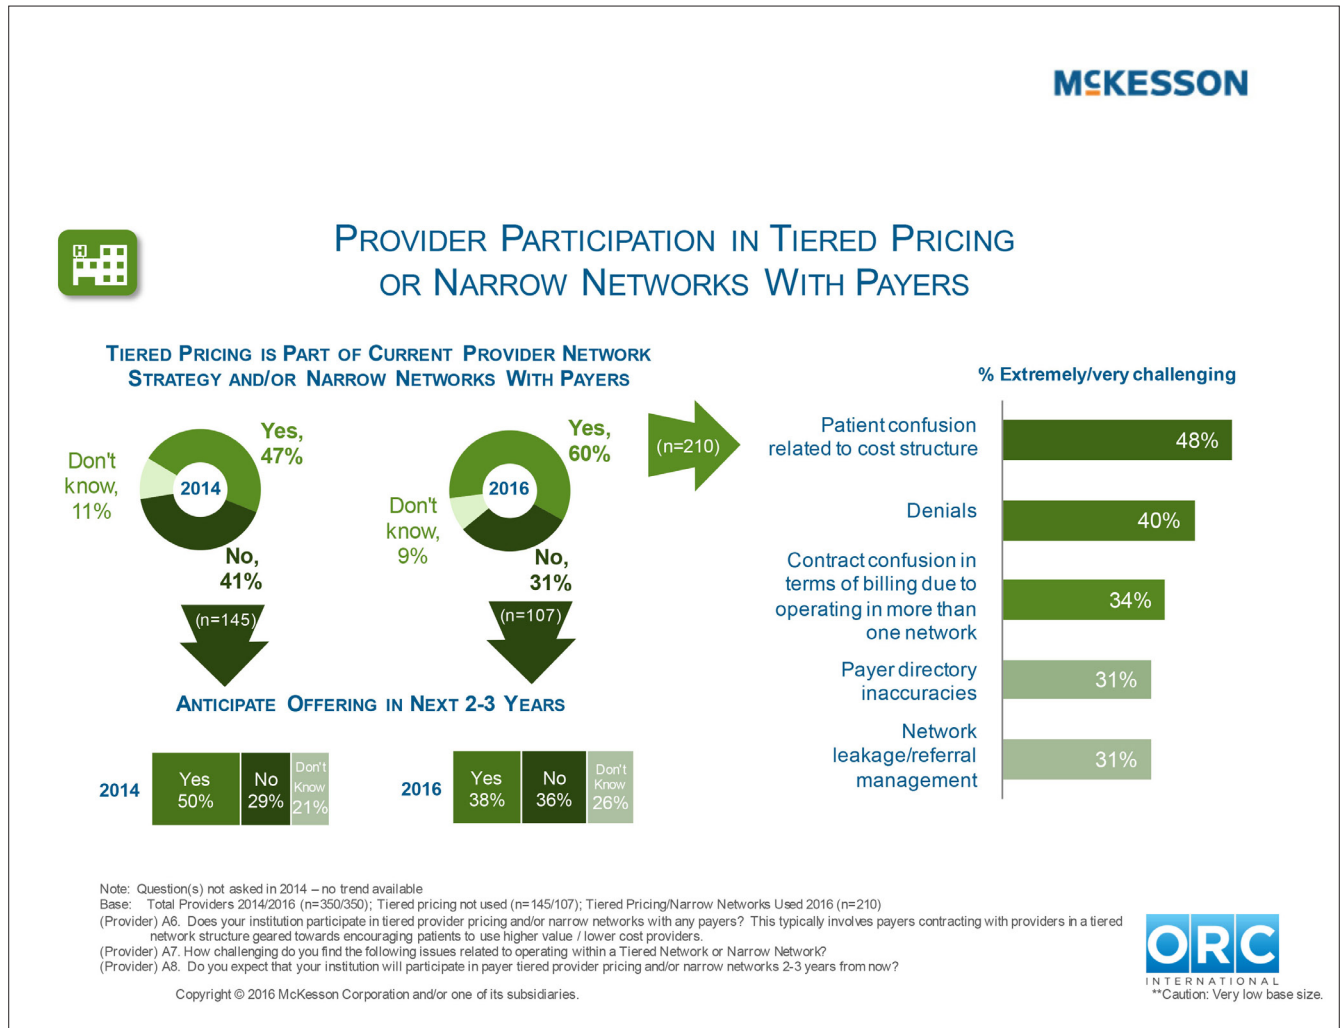 McKESSON
H
PROVIDER PARTICIPATION IN TIERED PRICING
OR NARROW NETWORKS WITH PAYERS
TIERED PRICING IS PART OF CURRENT PROVIDER NETWORK
STRATEGY AND/OR NARROW NETWORKS WITH PAYERS
Yes,
47%
Don't
know,
11%
2014
No,
41%
(n=145)
Yes,
60%
Don't
know,
9%
2016
No,
31%
(n=107)
(n=210)
ANTICIPATE OFFERING IN NEXT 2-3 YEARS
2014
Yes
50%
No
29%
Don't
Know
21%
2016
Yes
38%
No
36%
Don't
Know
26%
% Extremely/very challenging
Patient confusion
related to cost structure
48%
Denials
40%
Contract confusion in
terms of billing due to
operating in more than
one network
34%
Payer directory
inaccuracies
31%
Network
leakage/referral
management
31%
Note: Question(s) not asked in 2014 – no trend available
Base: Total Providers 2014/2016 (n=350/350); Tiered pricing not used (n=145/107); Tiered Pricing/Narrow Networks Used 2016 (n=210)
(Provider) A6. Does your institution participate in tiered provider pricing and/or narrow networks with any payers? This typically involves payers contracting with providers in a tiered
network structure geared towards encouraging patients to use higher value / lower cost providers.
(Provider) A7. How challenging do you find the following issues related to operating within a Tiered Network or Narrow Network?
(Provider) A8. Do you expect that your institution will participate in payer tiered provider pricing and/or narrow networks 2-3 years from now?
Copyright © 2016 McKesson Corporation and/or one of its subsidiaries.
ORC
INTERNATIONAL
**Caution: Very low base size.